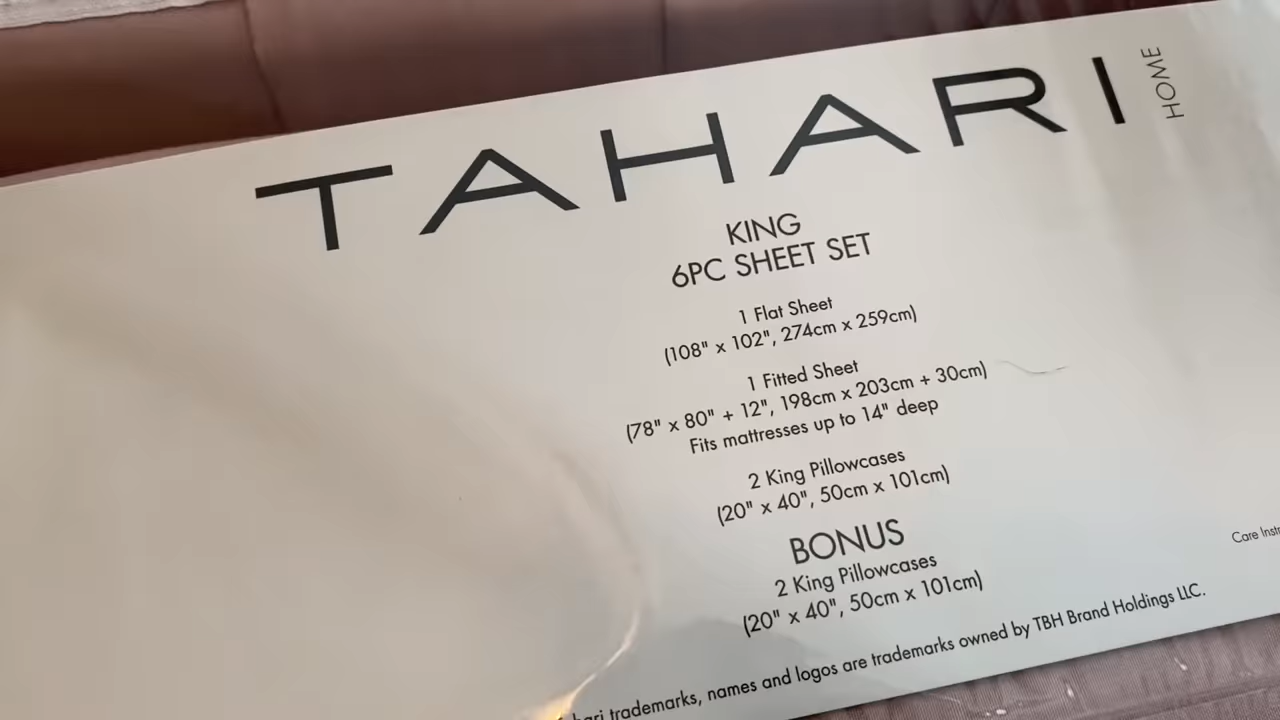 TAHARI HOME
KING
6PC SHEET SET
1 Flat Sheet
(108" x 102", 274cm x 259cm)
1 Fitted Sheet
(78" x 80" + 12", 198cm x 203cm + 30cm)
Fits mattresses up to 14" deep
2 King Pillowcases
(20" x 40", 50cm x 101cm)
BONUS
2 King Pillowcases
(20" x 40", 50cm x 101cm)
Care
trademarks, names and logos are trademarks owned by TBH Brand Holdings LLC.